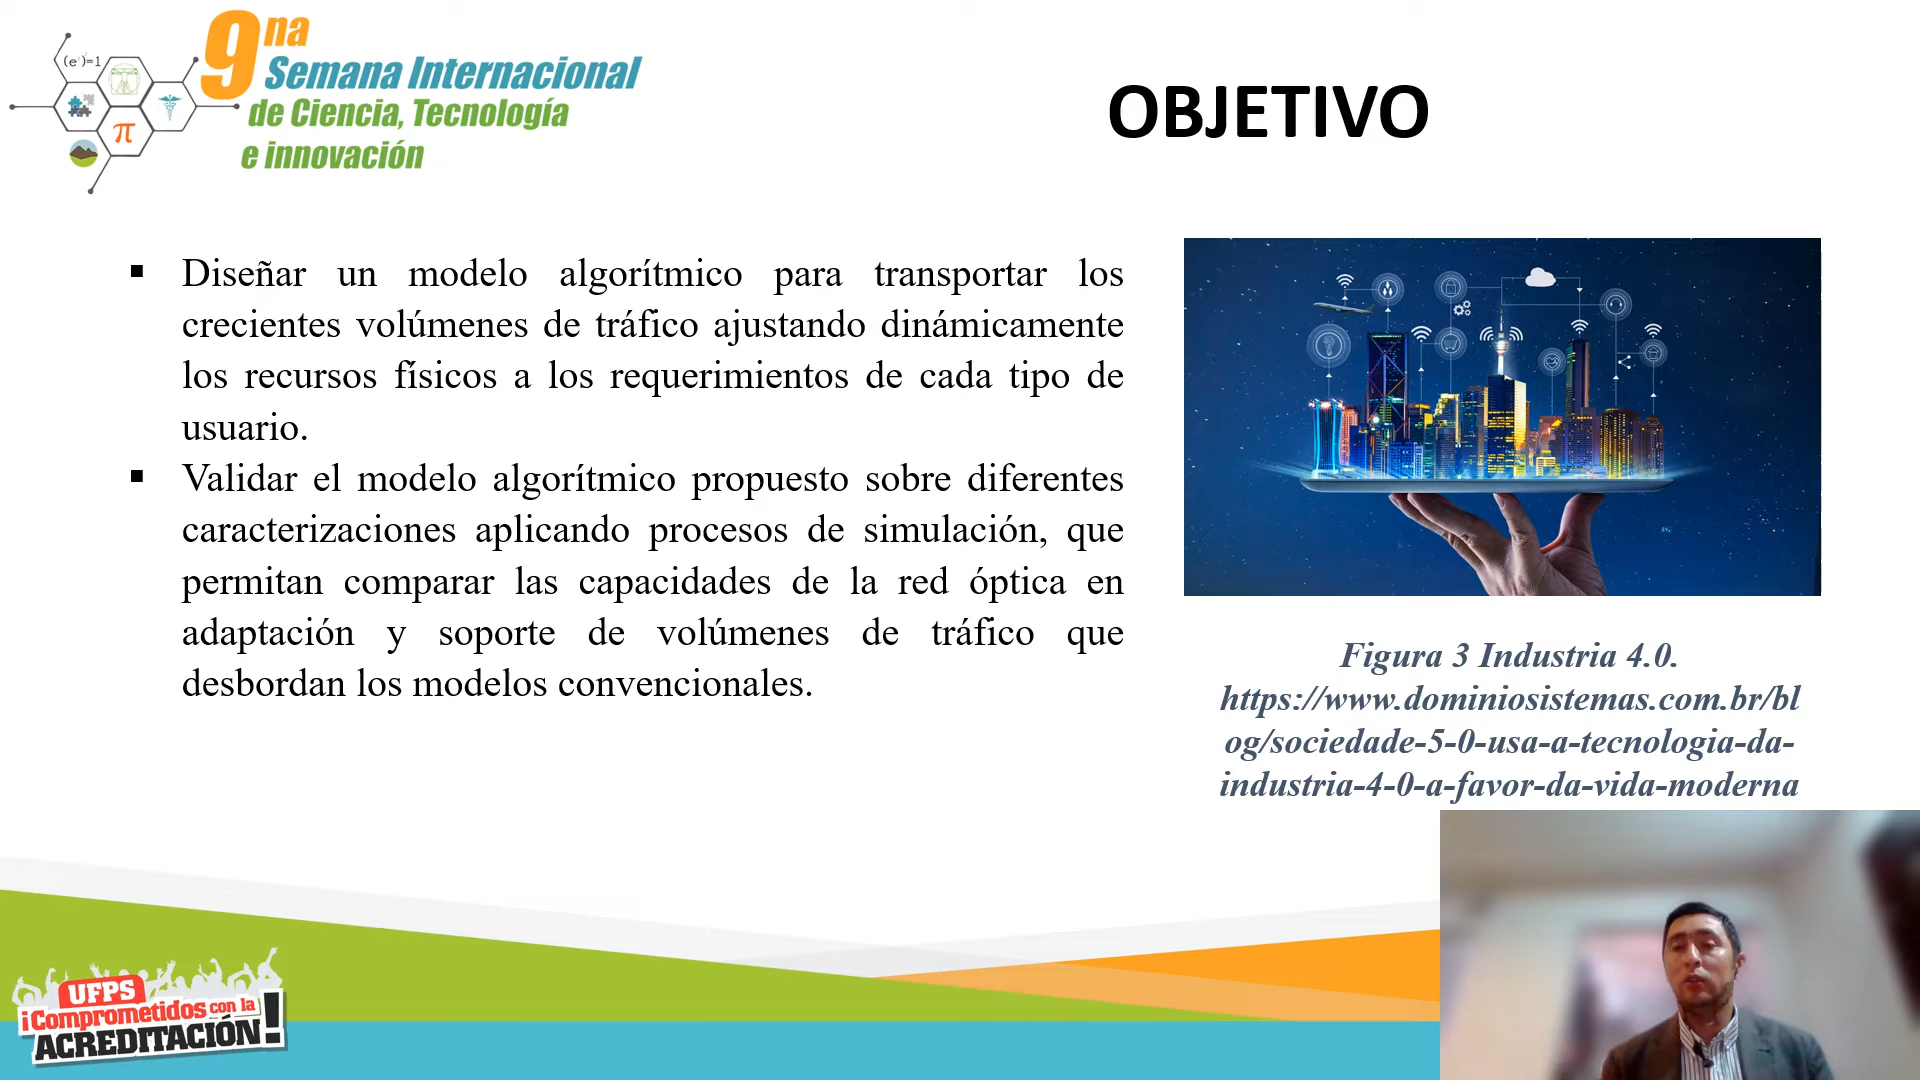 9na
Semana Internacional
de Ciencia, Tecnología
e innovación
(e )=1
π
OBJETIVO
▪ Diseñar un modelo algorítmico para transportar los
crecientes volúmenes de tráfico ajustando dinámicamente
los recursos físicos a los requerimientos de cada tipo de
usuario.
▪ Validar el modelo algorítmico propuesto sobre diferentes
caracterizaciones aplicando procesos de simulación, que
permitan comparar las capacidades de la red óptica en
adaptación y soporte de volúmenes de tráfico que
desbordan los modelos convencionales.
Figura 3 Industria 4.0.
https://www.dominiosistemas.com.br/bl
og/sociedade-5-0-usa-a-tecnologia-da-
industria-4-0-a-favor-da-vida-moderna
UFPS
¡Comprometidos con la
ACREDITACIÓN!